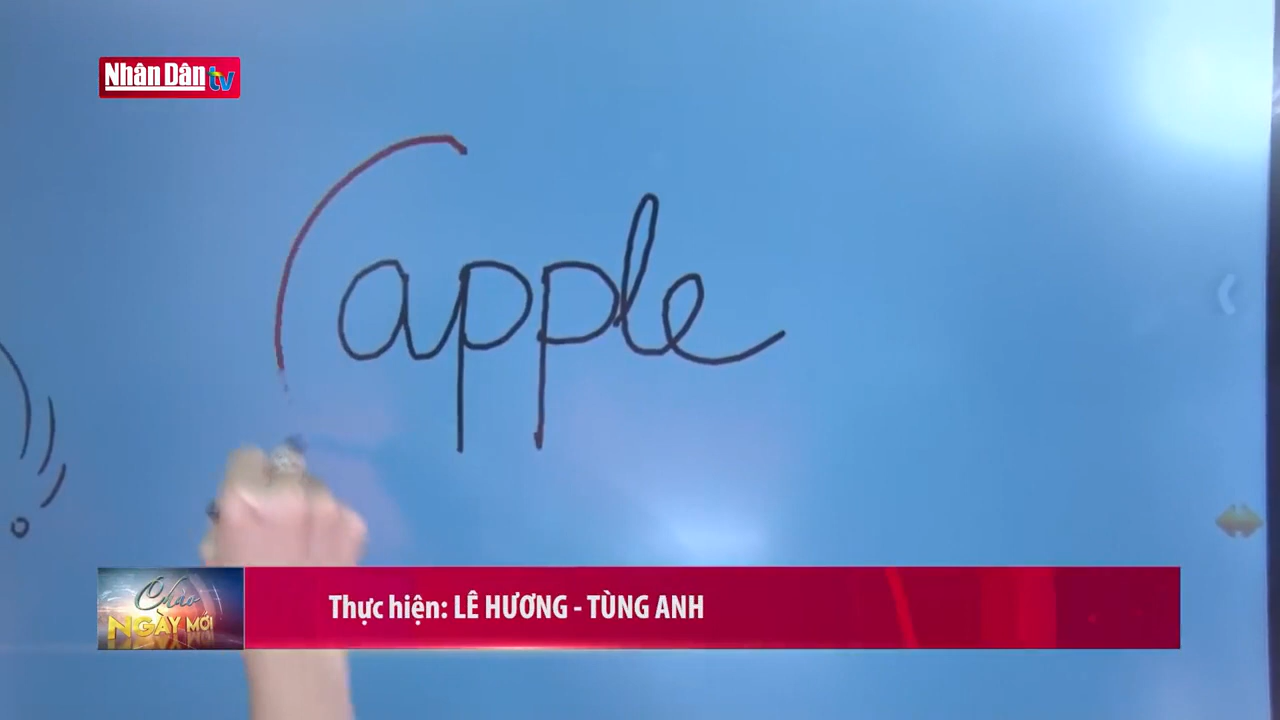 Nhân Dân tv
apple
Chào
NGÀY MỚI
Thực hiện: LÊ HƯƠNG - TÙNG ANH